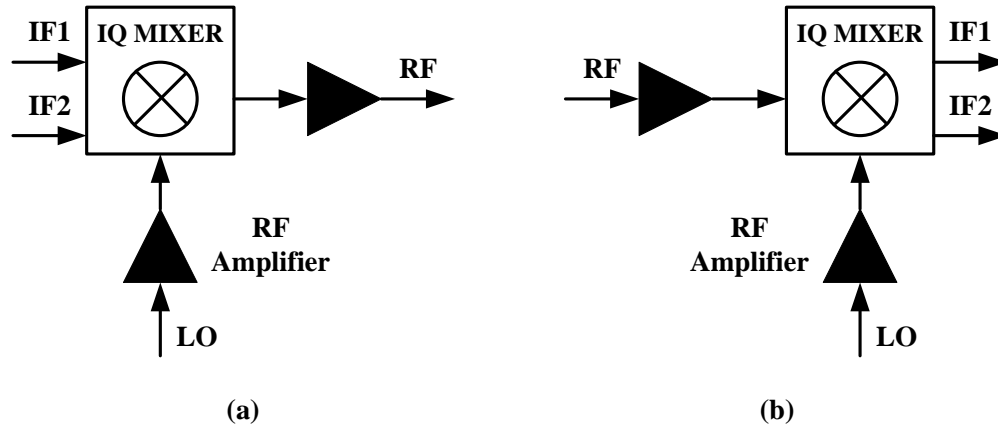 IF1
IQ MIXER
IF2
RF
RF
Amplifier
LO
(a)
RF
IQ MIXER
IF1
IF2
RF
Amplifier
LO
(b)